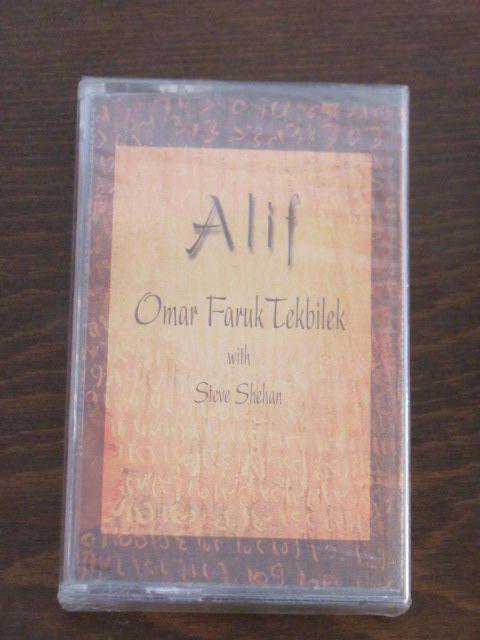 Alif
Omar Faruk Tekbilek
with
Steve Shehan